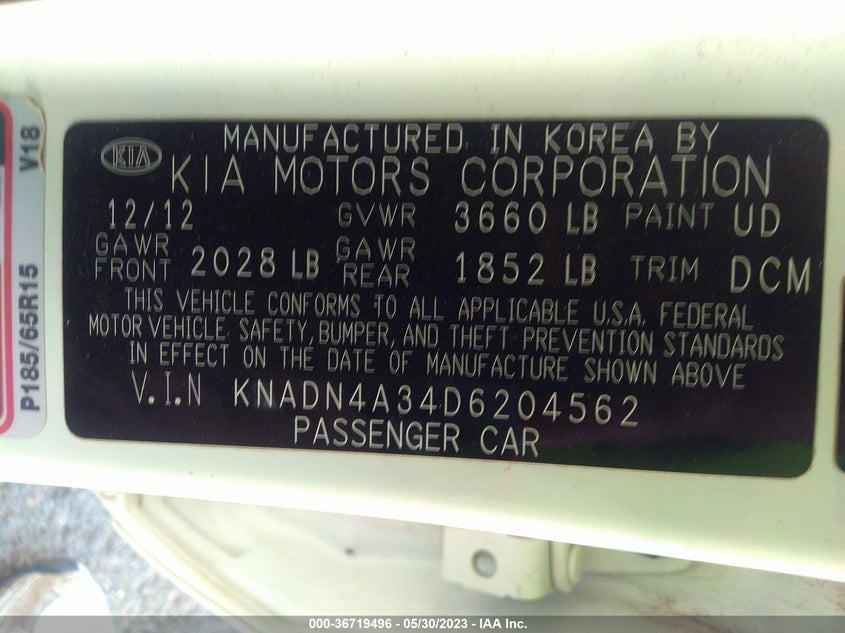 V18
P185/65R15
KIA
MANUFACTURED IN KOREA BY
KIA MOTORS CORPORATION
12/12 GVWR 3660 LB PAINT UD
GAWR FRONT 2028 LB GAWR REAR 1852 LB TRIM DCM
THIS VEHICLE CONFORMS TO ALL APPLICABLE U.S.A. FEDERAL
MOTOR VEHICLE, SAFETY, BUMPER, AND THEFT PREVENTION STANDARDS
IN EFFECT ON THE DATE OF MANUFACTURE SHOWN ABOVE
V.I.N KNADN4A34D6204562
PASSENGER CAR
000-36719496 - 05/30/2023 - IAA Inc.